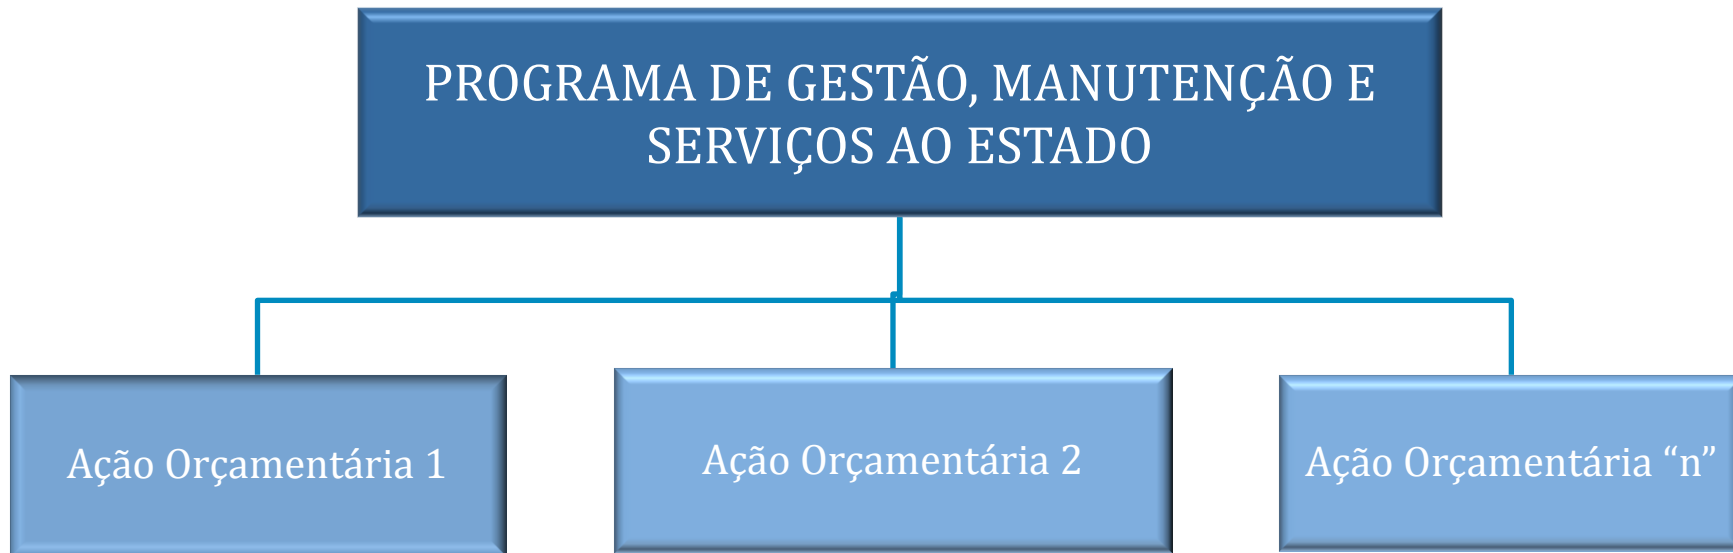 PROGRAMA DE GESTÃO, MANUTENÇÃO E
SERVIÇOS AO ESTADO
Ação Orçamentária 1
Ação Orçamentária 2
Ação Orçamentária “n”